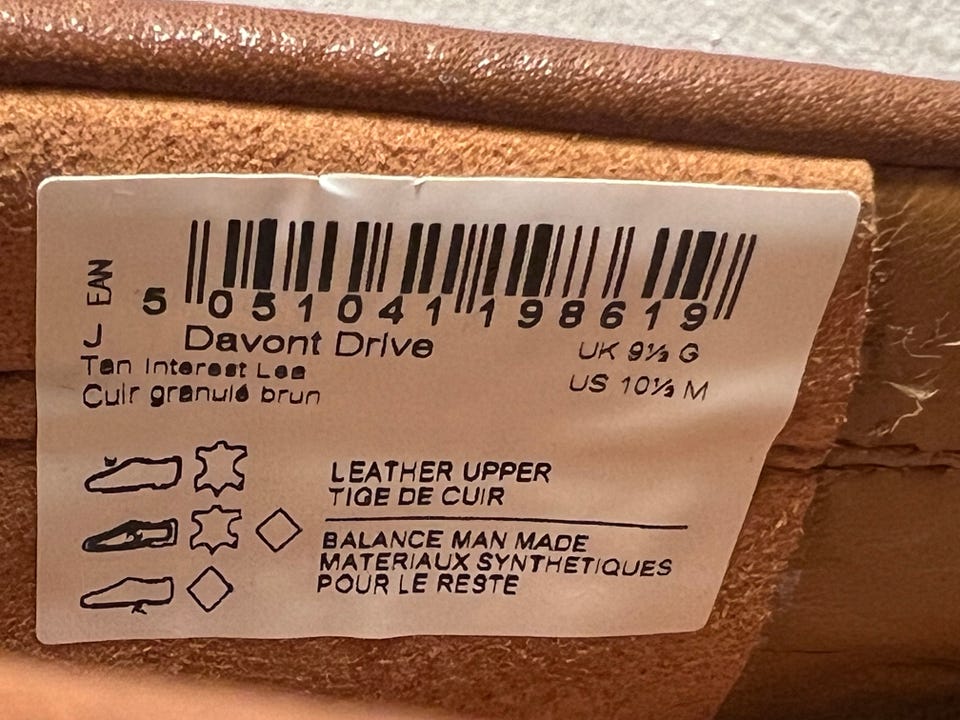 EAN
5 051041 198619
J Davont Drive
UK 9½ G
Tan Interest Lea
US 10½ M
Cuir granulé brun
LEATHER UPPER
TIGE DE CUIR
BALANCE MAN MADE
MATERIAUX SYNTHETIQUES
POUR LE RESTE